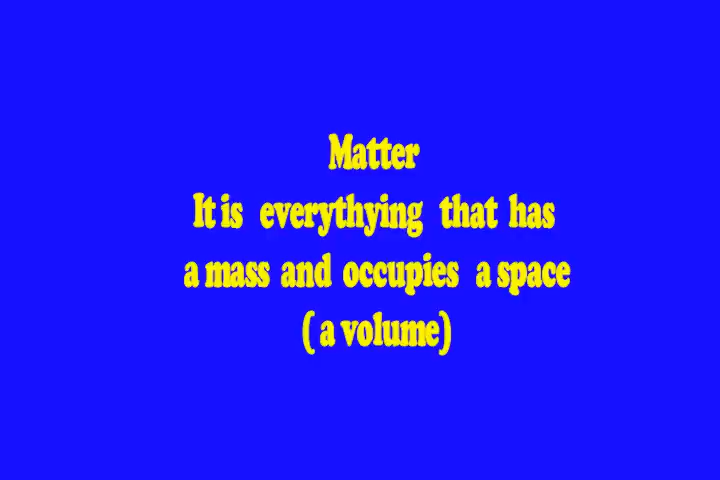 Matter
It is everythying that has
a mass and occupies a space
( a volume)